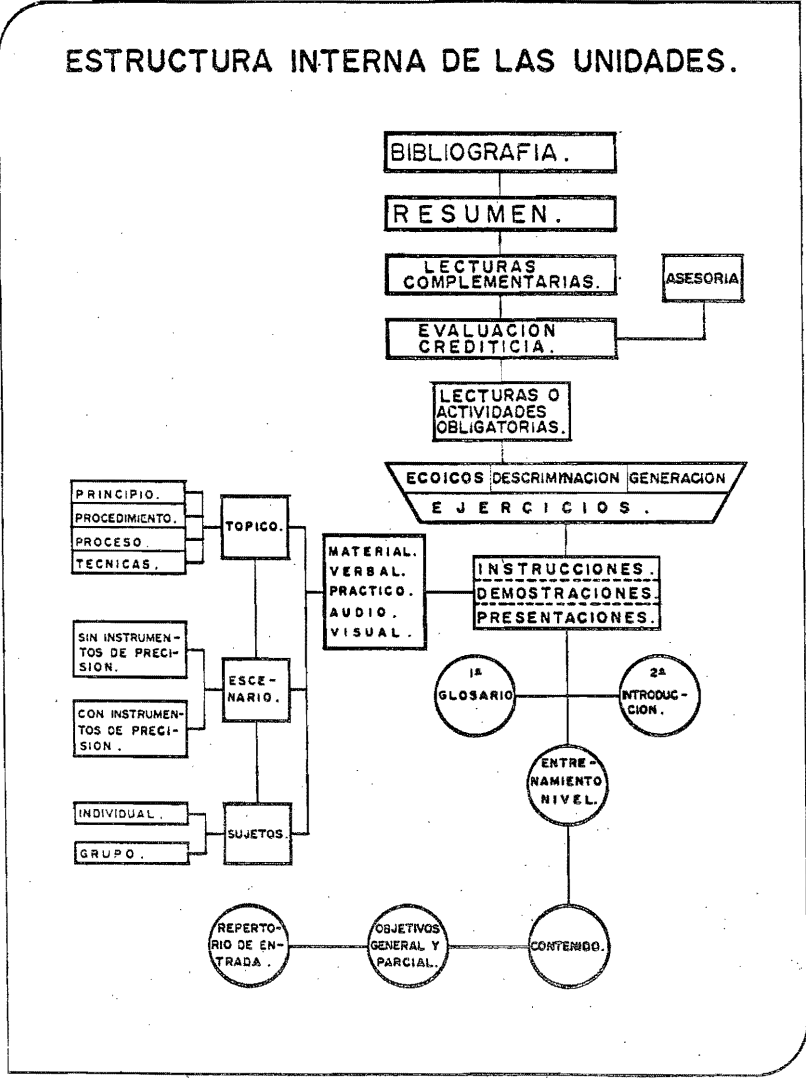 ESTRUCTURA INTERNA DE LAS UNIDADES.
BIBLIOGRAFIA.
RESUMEN.
LECTURAS
COMPLEMENTARIAS.
ASESORIA
EVALUACION
CREDITICIA.
LECTURAS O
ACTIVIDADES
OBLIGATORIAS.
ECOICOS DESCRIMINACION GENERACION
EJERCICIOS.
PRINCIPIO.
PROCEDIMIENTO.
PROCESO.
TECNICAS.
TOPICO.
MATERIAL.
VERBAL.
PRACTICO.
AUDIO.
VISUAL.
INSTRUCCIONES.
DEMOSTRACIONES.
PRESENTACIONES.
SIN INSTRUMEN-
TOS DE PRECI-
SION.
CON INSTRUMEN-
TOS DE PRECI-
SION.
ESCE-
NARIO.
1ª
GLOSARIO
2ª
INTRODUC-
CION.
ENTRE-
NAMIENTO
NIVEL.
INDIVIDUAL.
GRUPO.
SUJETOS.
REPERTO-
RIO DE EN-
TRADA.
OBJETIVOS
GENERAL Y
PARCIAL.
CONTENIDO.